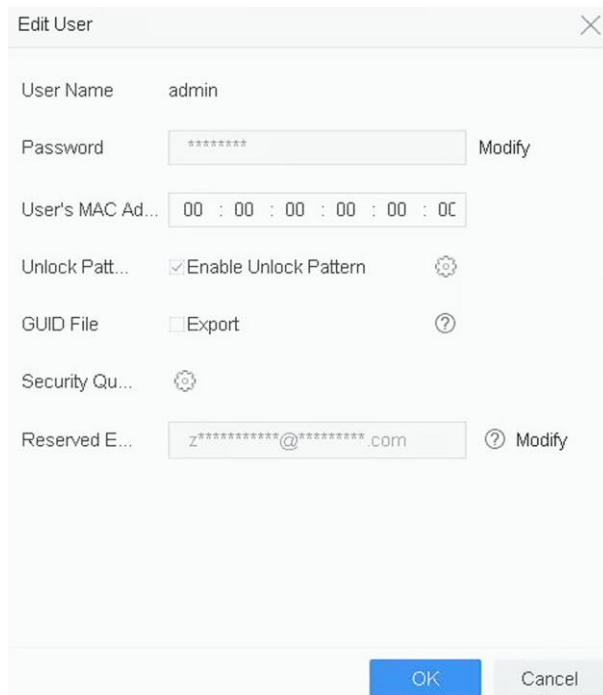 Edit User
User Name admin
Password ******** Modify
User's MAC Ad... 00 : 00 : 00 : 00 : 00 : 00
Unlock Patt... Enable Unlock Pattern
GUID File Export ?
Security Qu...
Reserved E... z***********@*********.com ? Modify
OK Cancel